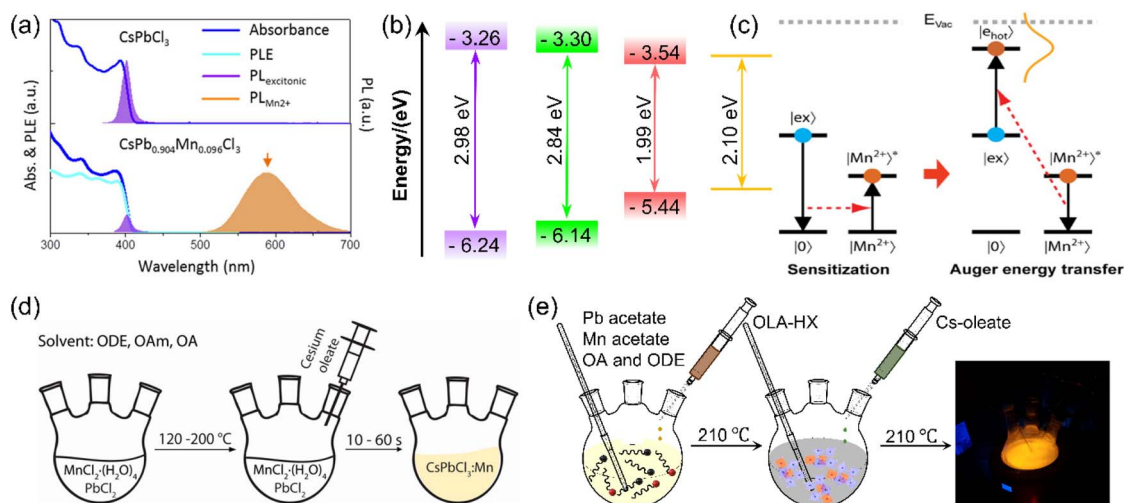 (a)
CsPbCl3
Absorbance
PLE
PLexcitonic
PLMn2+
Abs. & PLE (a.u.)
PL (a.u.)
CsPb0.904Mn0.096Cl3
300 400 500 600 700
Wavelength (nm)
(b)
Energy/(eV)
- 3.26
2.98 eV
- 6.24
- 3.30
2.84 eV
- 6.14
- 3.54
1.99 eV
- 5.44
2.10 eV
(c)
EVac
|ehot⟩
|ex⟩
|Mn2+⟩*
|0⟩
|Mn2+⟩
Sensitization
|ex⟩
|Mn2+⟩*
|0⟩
|Mn2+⟩
Auger energy transfer
(d)
Solvent: ODE, OAm, OA
Cesium
oleate
120 -200 °C
10 - 60 s
MnCl2·(H2O)4
PbCl2
MnCl2·(H2O)4
PbCl2
CsPbCl3:Mn
(e)
Pb acetate
Mn acetate
OA and ODE
OLA-HX
Cs-oleate
210 °C
210 °C